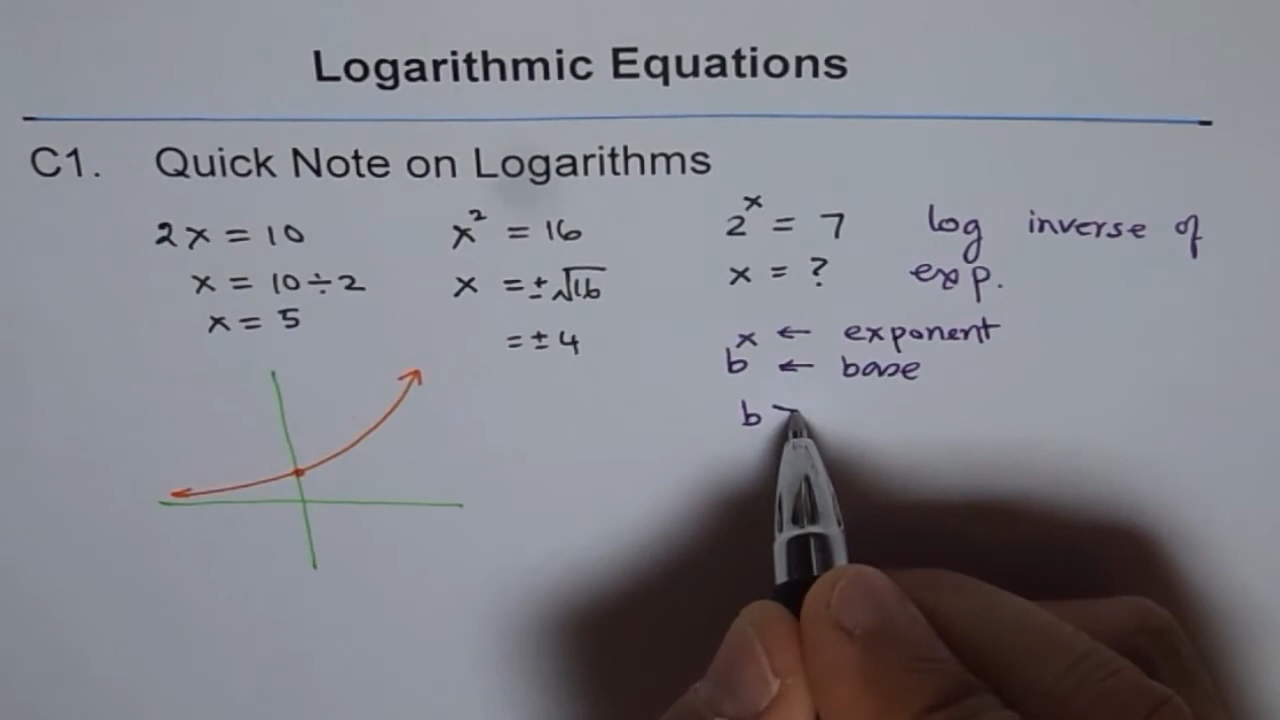 Logarithmic Equations
C1. Quick Note on Logarithms
2x = 10
x = 10 ÷ 2
x = 5
x² = 16
x = ±√16
= ± 4
2ˣ = 7
x = ?
log inverse of
exp.
x ← exponent
b ← base
b >